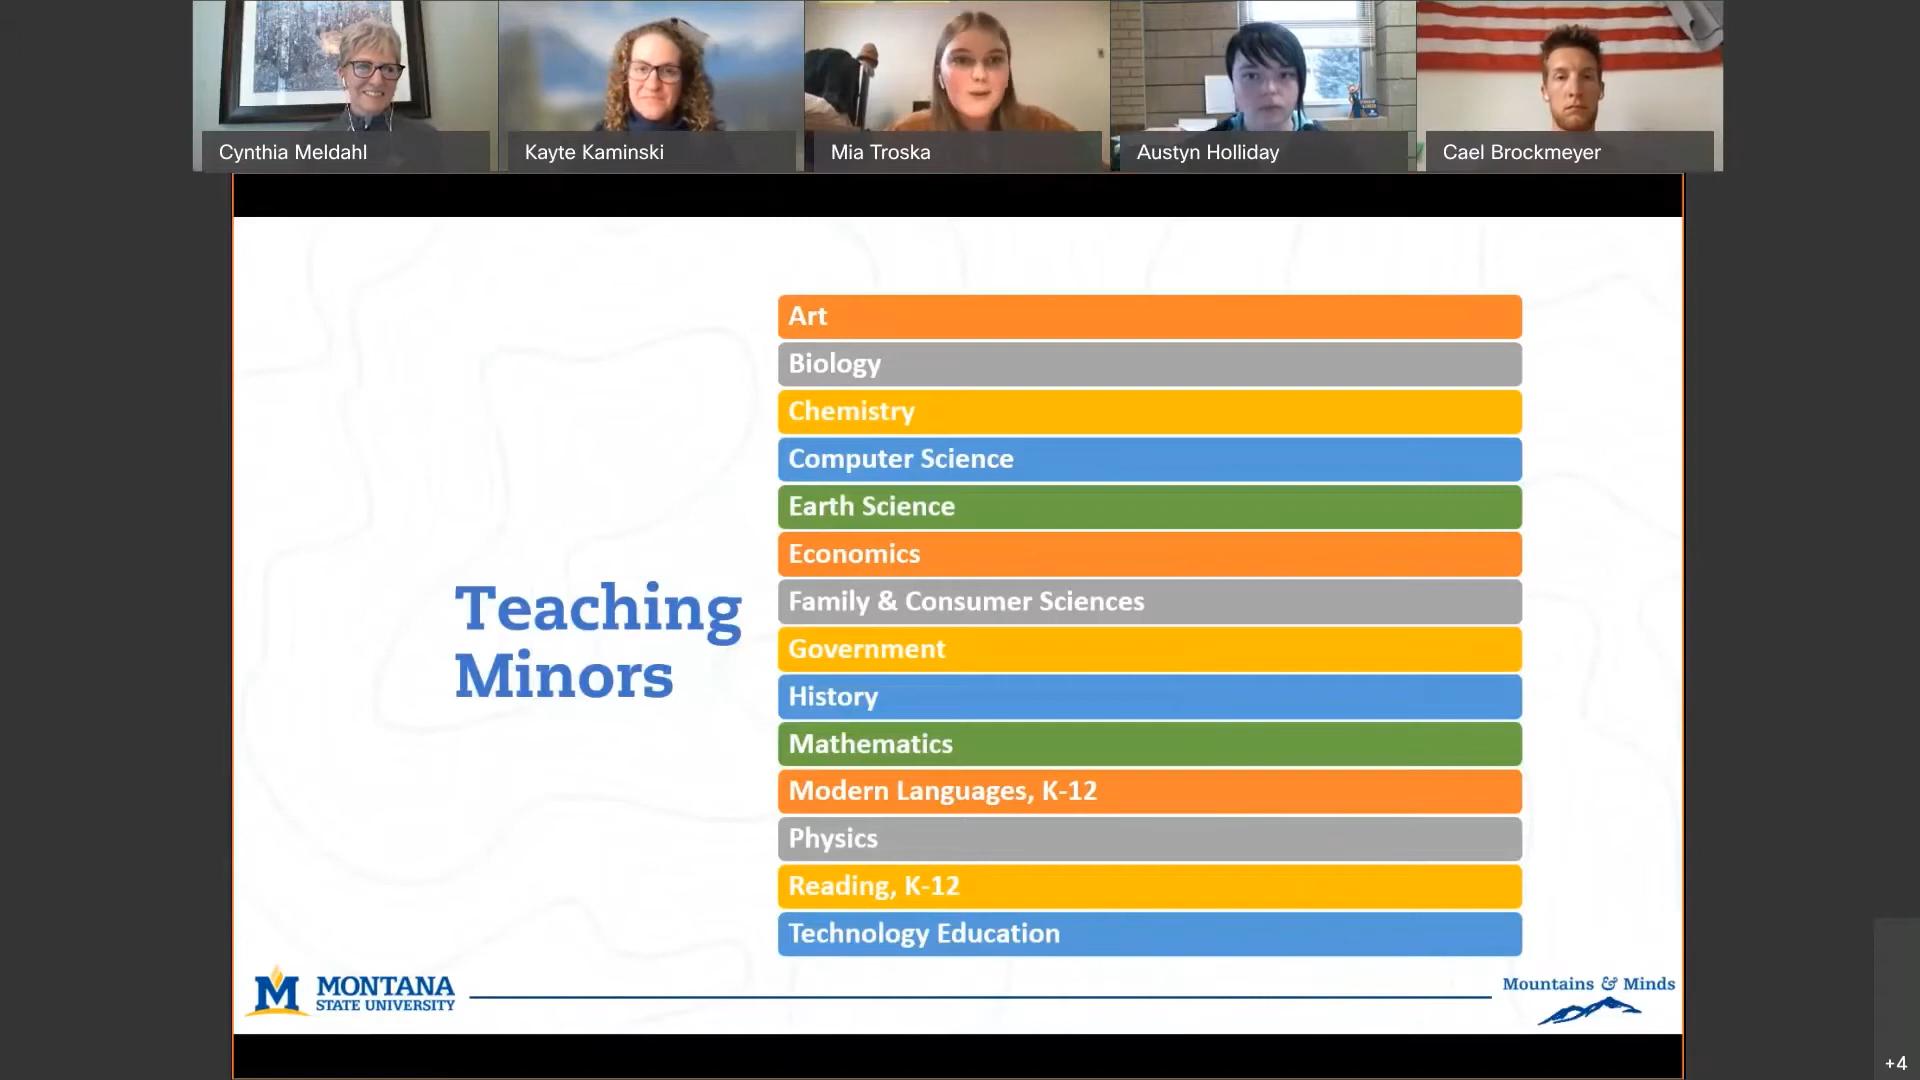 Cynthia Meldahl
Kayte Kaminski
Mia Troska
Austyn Holliday
Cael Brockmeyer
Teaching
Minors
Art
Biology
Chemistry
Computer Science
Earth Science
Economics
Family & Consumer Sciences
Government
History
Mathematics
Modern Languages, K-12
Physics
Reading, K-12
Technology Education
M MONTANA
STATE UNIVERSITY
Mountains & Minds
+4